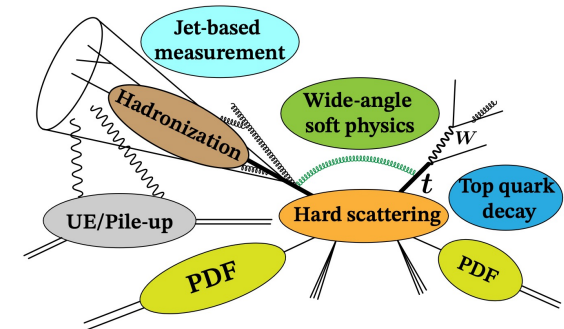 Jet-based
measurement
Hadronization
Wide-angle
soft physics
W
t
Top quark
decay
UE/Pile-up
Hard scattering
PDF
PDF